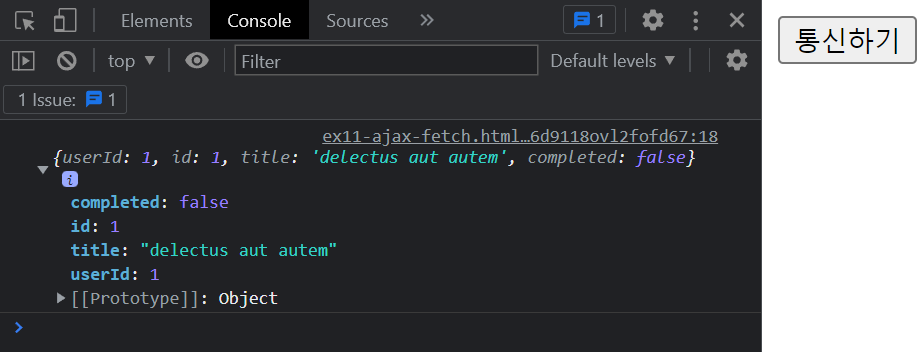 Elements Console Sources » 1
top ▼ Filter Default levels ▼
1 Issue: 1
ex11-ajax-fetch.html…6d9118ovl2fofd67:18
{userId: 1, id: 1, title: 'delectus aut autem', completed: false}
i
completed: false
id: 1
title: "delectus aut autem"
userId: 1
[[Prototype]]: Object
통신하기